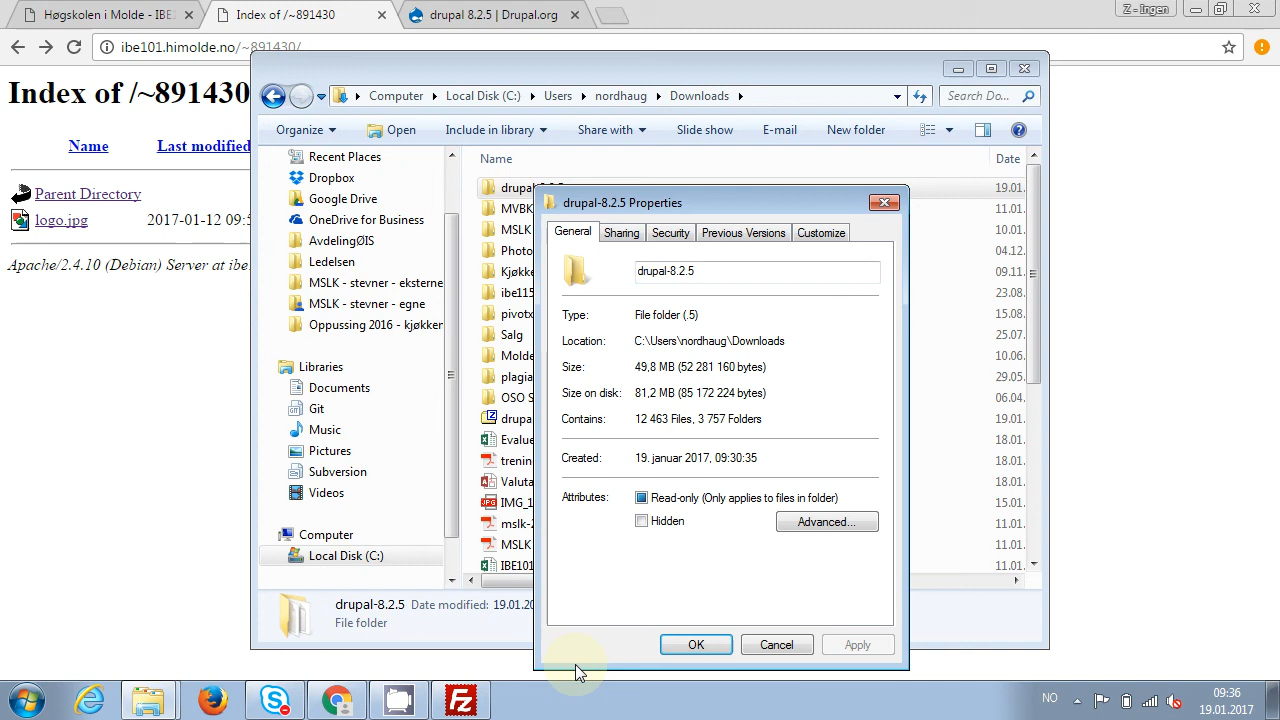 Høgskolen i Molde - IBE1
Index of /~891430
drupal 8.2.5 | Drupal.org
Z - Ingen
ibe101.himolde.no/~891430/
Index of /~891430
Name
Last modified
Parent Directory
logo.jpg
2017-01-12 09:5
Apache/2.4.10 (Debian) Server at ibe
Computer
Local Disk (C:)
Users
nordhaug
Downloads
Search Do...
Organize
Open
Include in library
Share with
Slide show
E-mail
New folder
Recent Places
Dropbox
Google Drive
OneDrive for Business
AvdelingØIS
Ledelsen
MSLK - stevner - eksterne
MSLK - stevner - egne
Oppussing 2016 - kjøkken
Libraries
Documents
Git
Music
Pictures
Subversion
Videos
Computer
Local Disk (C:)
Name
Date
drupal-8.2.5
19.01.
MVBK
11.01.
MSLK
10.01.
Photo
04.12.
Kjøkke
09.11.
ibe115
23.08.
pivotx
01.08.
Salg
25.07.
Molde
10.06.
plagia
29.05.
OSO S
06.04.
drupa
19.01.
Evalue
18.01.
trenin
18.01.
Valuta
18.01.
IMG_1
15.01.
mslk-2
13.01.
MSLK
11.01.
IBE101
11.01.
drupal-8.2.5 Properties
General
Sharing
Security
Previous Versions
Customize
drupal-8.2.5
Type:
File folder (.5)
Location:
C:\Users\nordhaug\Downloads
Size:
49,8 MB (52 281 160 bytes)
Size on disk:
81,2 MB (85 172 224 bytes)
Contains:
12 463 Files, 3 757 Folders
Created:
19. januar 2017, 09:30:35
Attributes:
Read-only (Only applies to files in folder)
Hidden
Advanced...
OK
Cancel
Apply
drupal-8.2.5
Date modified:
19.01.20
File folder
NO
09:36
19.01.2017